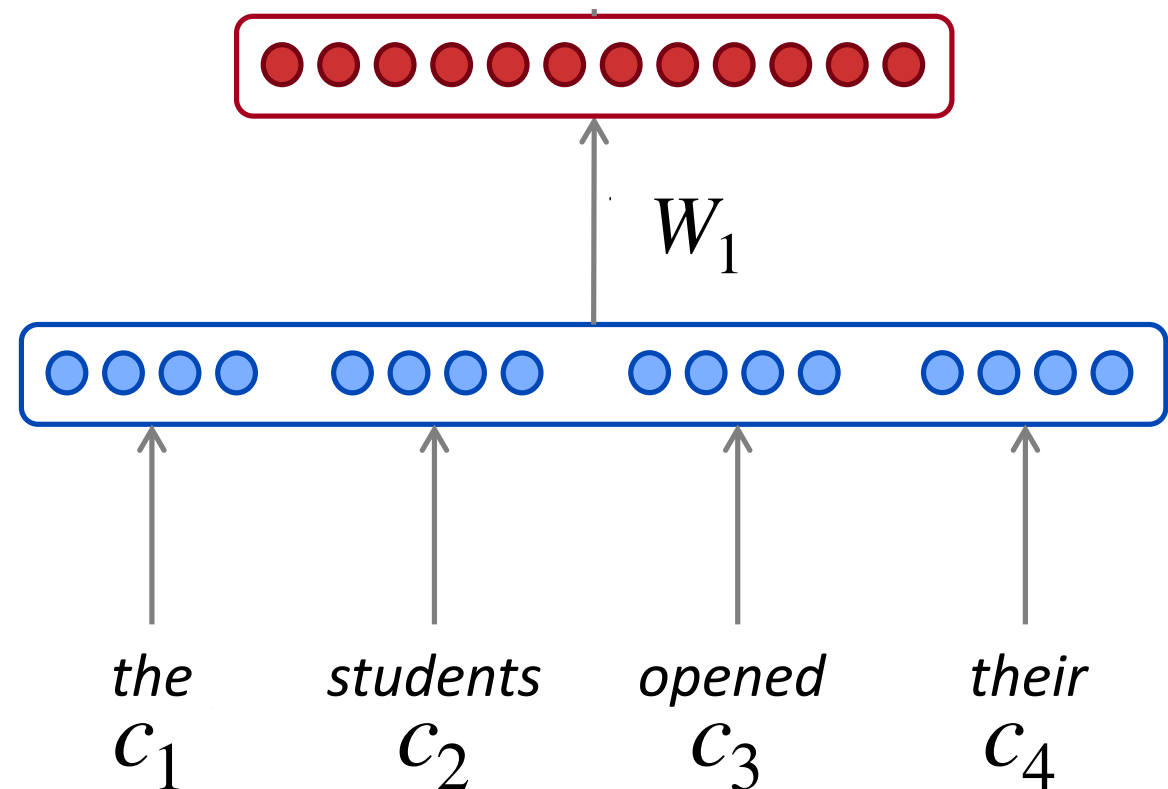 W₁
the students opened their
c₁ c₂ c₃ c₄